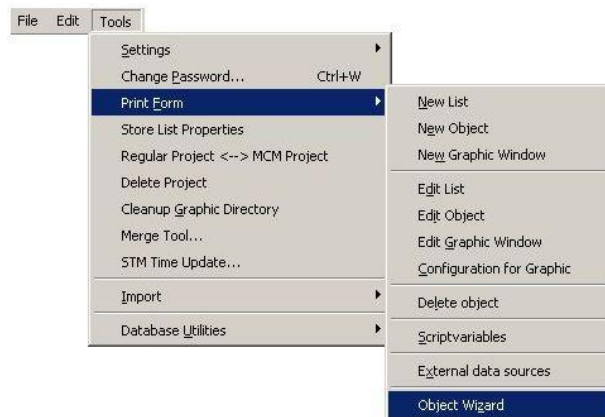 File Edit Tools
Settings
Change Password... Ctrl+W
Print Form
Store List Properties
Regular Project <--> MCM Project
Delete Project
Cleanup Graphic Directory
Merge Tool...
STM Time Update...
Import
Database Utilities
New List
New Object
New Graphic Window
Edit List
Edit Object
Edit Graphic Window
Configuration for Graphic
Delete object
Scriptvariables
External data sources
Object Wizard